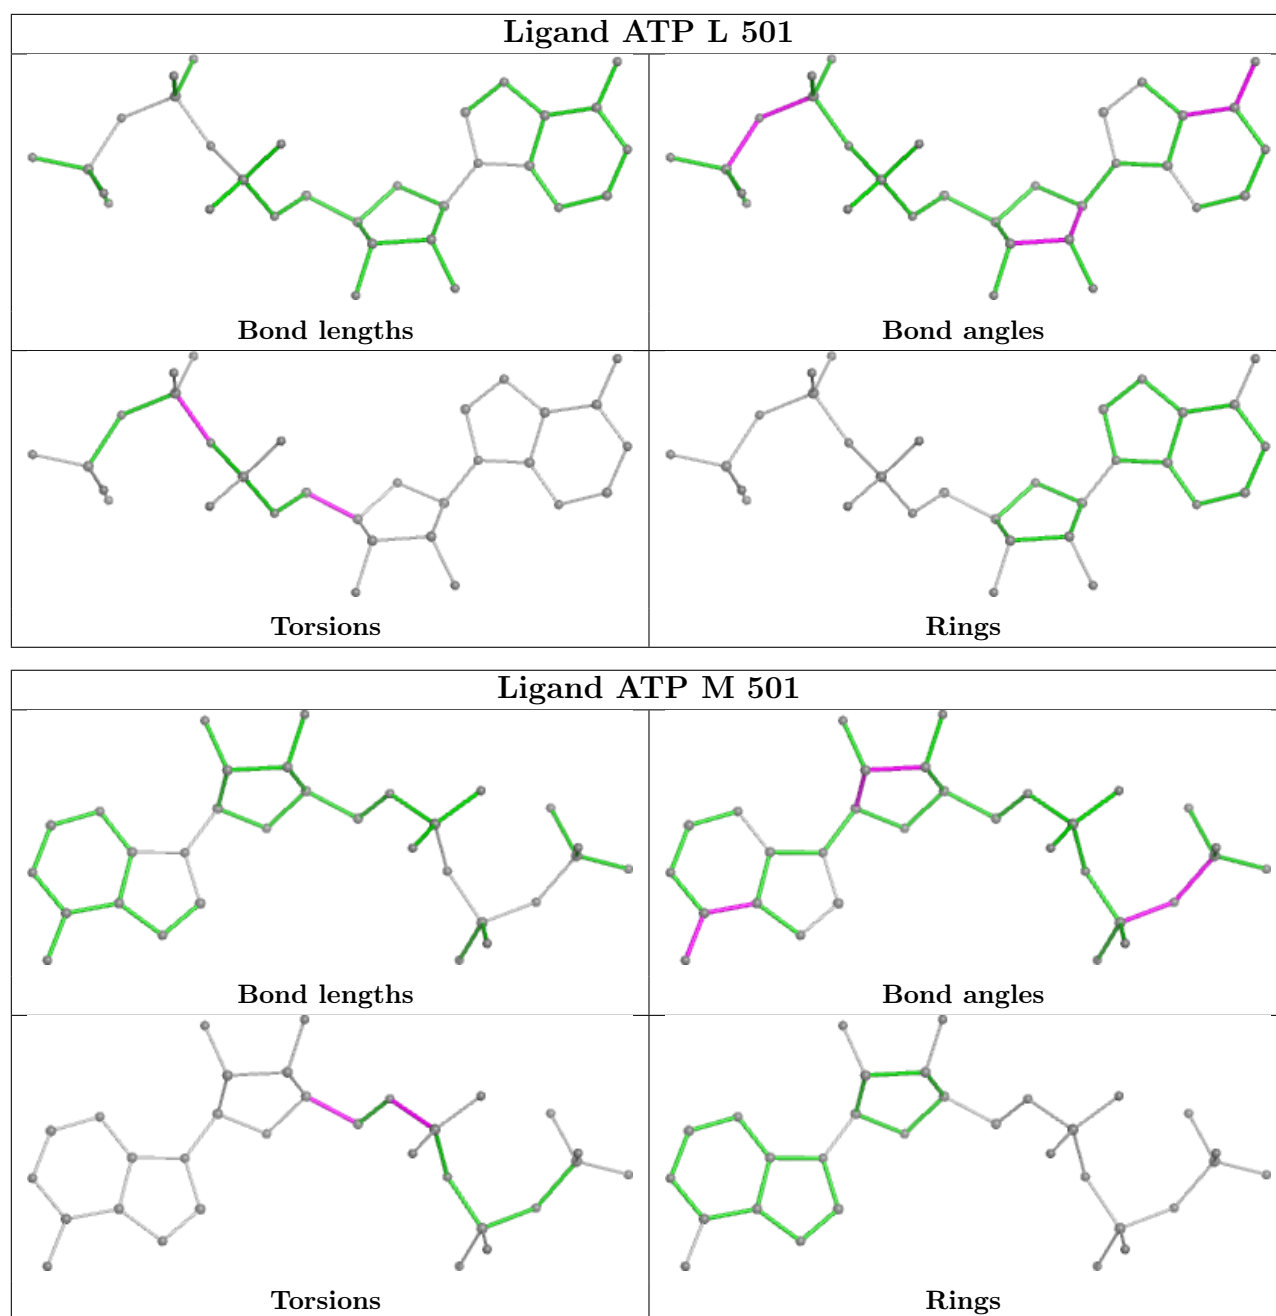 Ligand ATP L 501
Bond lengths
Bond angles
Torsions
Rings
Ligand ATP M 501
Bond lengths
Bond angles
Torsions
Rings